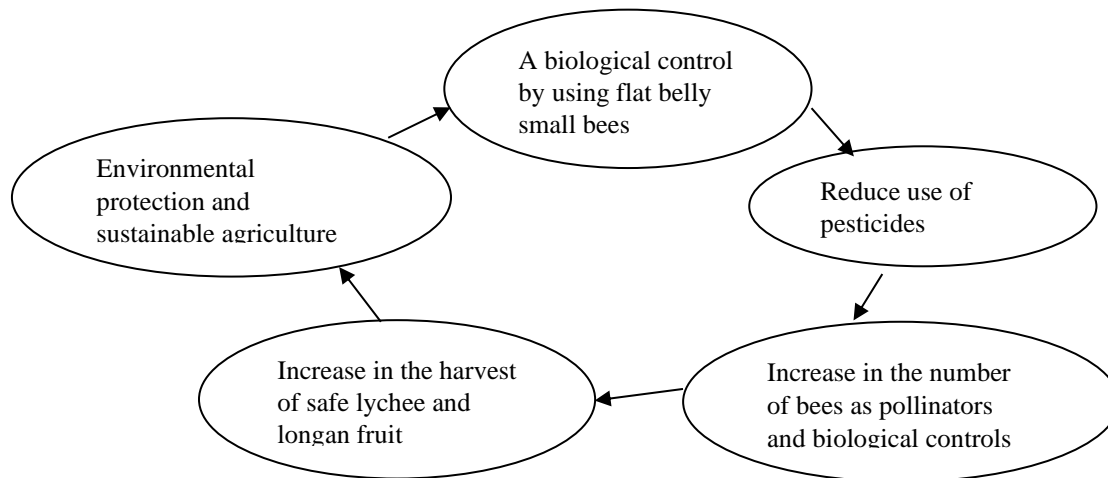 A biological control
by using flat belly
small bees
Reduce use of
pesticides
Increase in the number
of bees as pollinators
and biological controls
Increase in the harvest
of safe lychee and
longan fruit
Environmental
protection and
sustainable agriculture